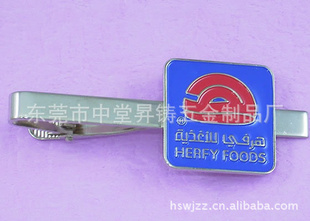 东莞市中堂昇铸五金制品厂
هرفي للأغذية
HERFY FOODS
hswjzz.cn.alibaba.com